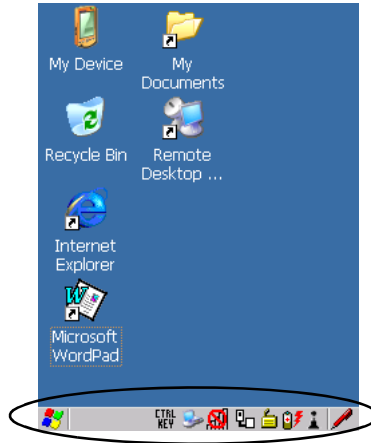 My Device
My
Documents
Recycle Bin
Remote
Desktop ...
Internet
Explorer
Microsoft
WordPad
CTRL
KEY